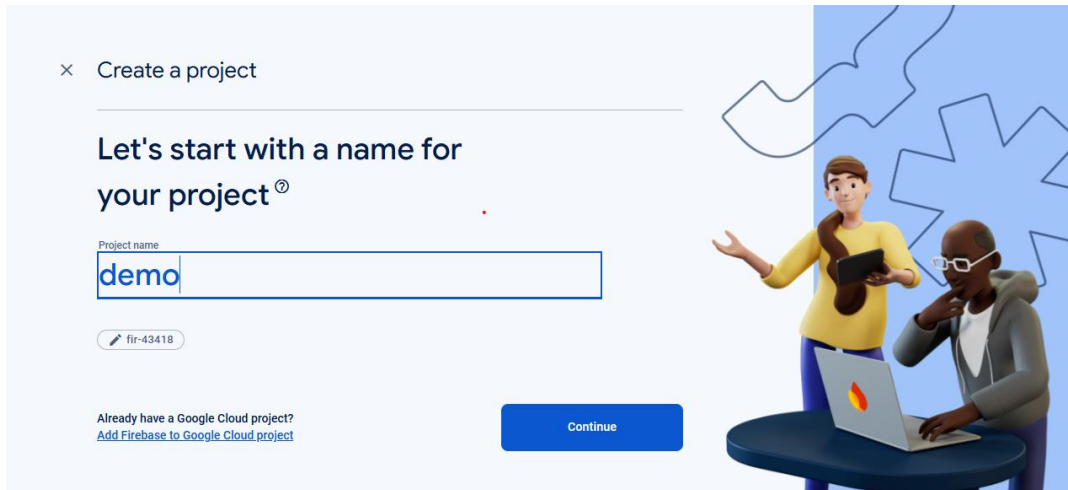 Create a project
Let's start with a name for
your project
Project name
demo
fir-43418
Already have a Google Cloud project?
Add Firebase to Google Cloud project
Continue